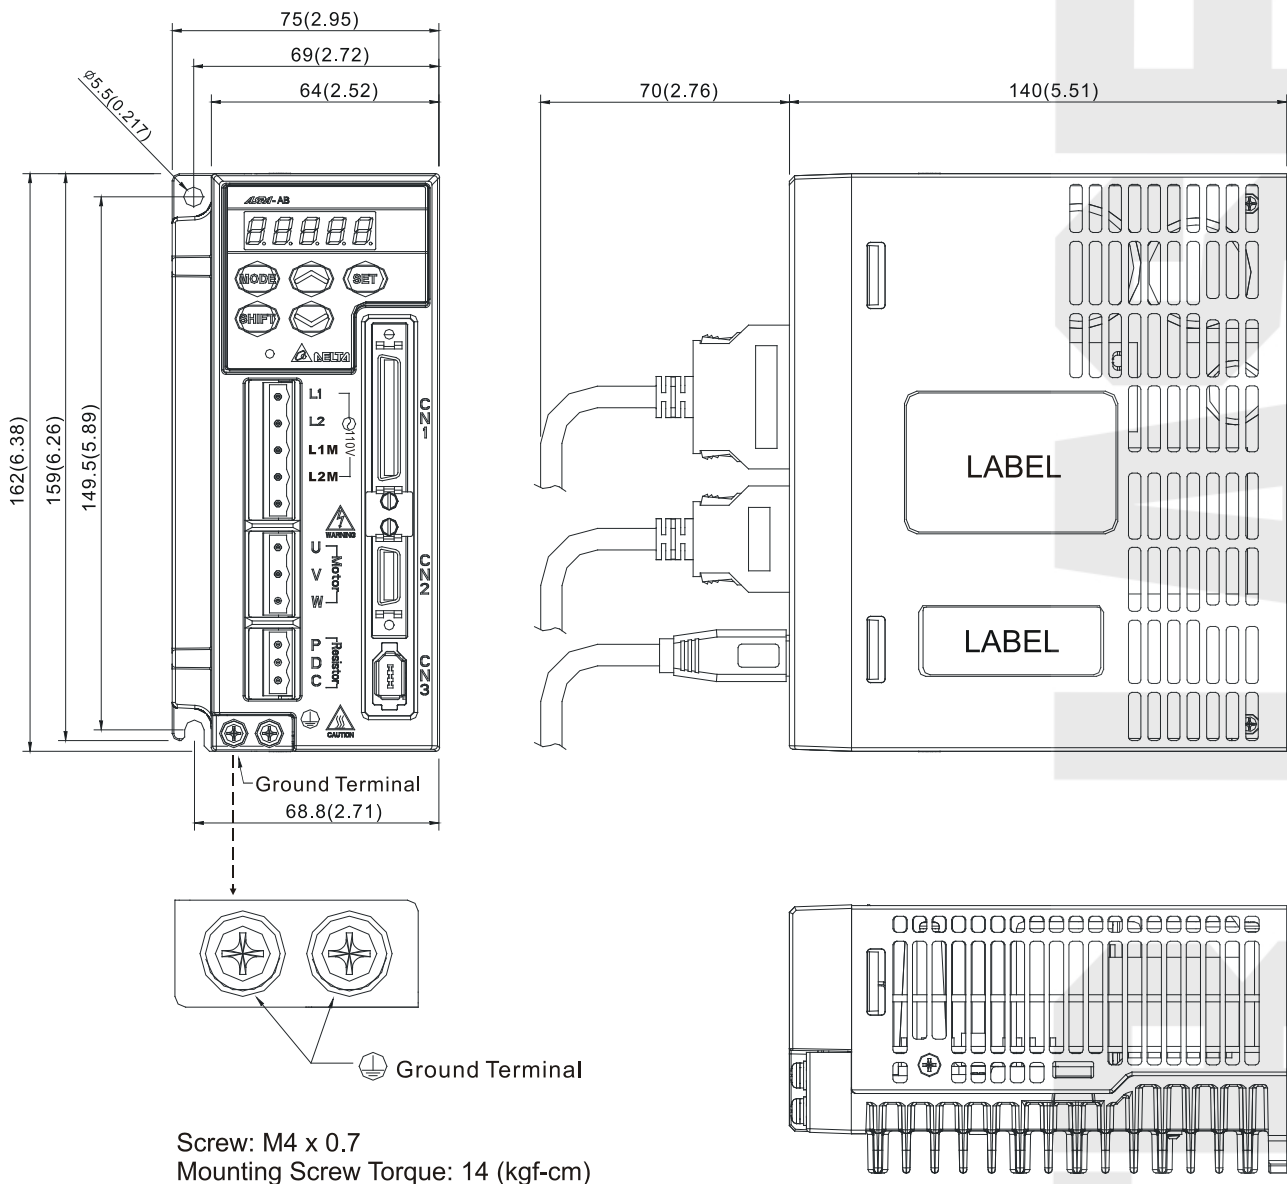 75(2.95)
69(2.72)
64(2.52)
ø5.5(0.217)
70(2.76)
140(5.51)
162(6.38)
159(6.26)
149.5(5.89)
-AB
MODE
SET
SHIFT
DELTA
L1
L2
L1M
L2M
110V
WARNING
U
V
W
Motor
P
D
C
Resistor
CAUTION
CN1
CN2
CN3
LABEL
LABEL
Ground Terminal
68.8(2.71)
Ground Terminal
Screw: M4 x 0.7
Mounting Screw Torque: 14 (kgf-cm)